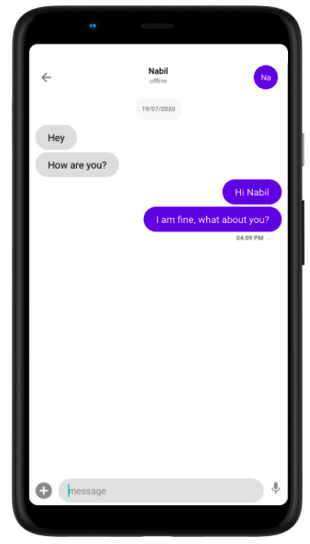 Nabil
offline
Na
19/07/2020
Hey
How are you?
Hi Nabil
I am fine, what about you?
04:09 PM
message